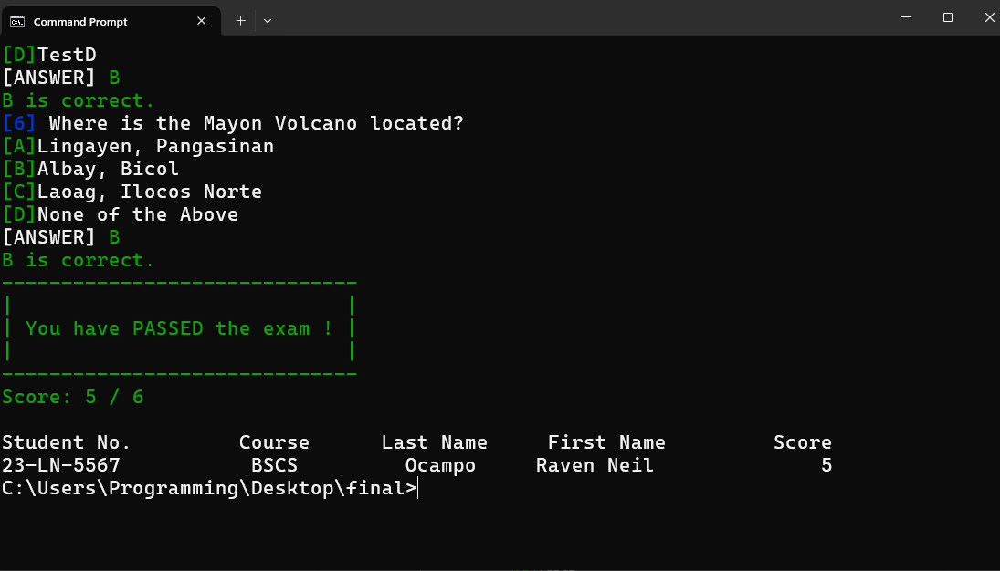 Command Prompt
[D]TestD
[ANSWER] B
B is correct.
[6] Where is the Mayon Volcano located?
[A]Lingayen, Pangasinan
[B]Albay, Bicol
[C]Laoag, Ilocos Norte
[D]None of the Above
[ANSWER] B
B is correct.
------------------------------
|                            |
| You have PASSED the exam ! |
|                            |
------------------------------
Score: 5 / 6
Student No.         Course      Last Name     First Name         Score
23-LN-5567           BSCS         Ocampo     Raven Neil              5
C:\Users\Programming\Desktop\final>